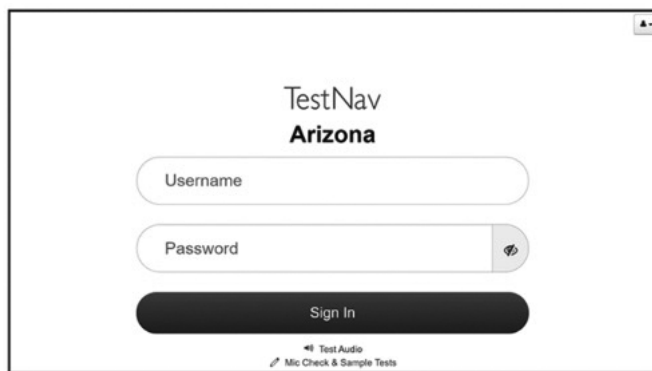 TestNav
Arizona
Username
Password
Sign In
Test Audio
Mic Check & Sample Tests